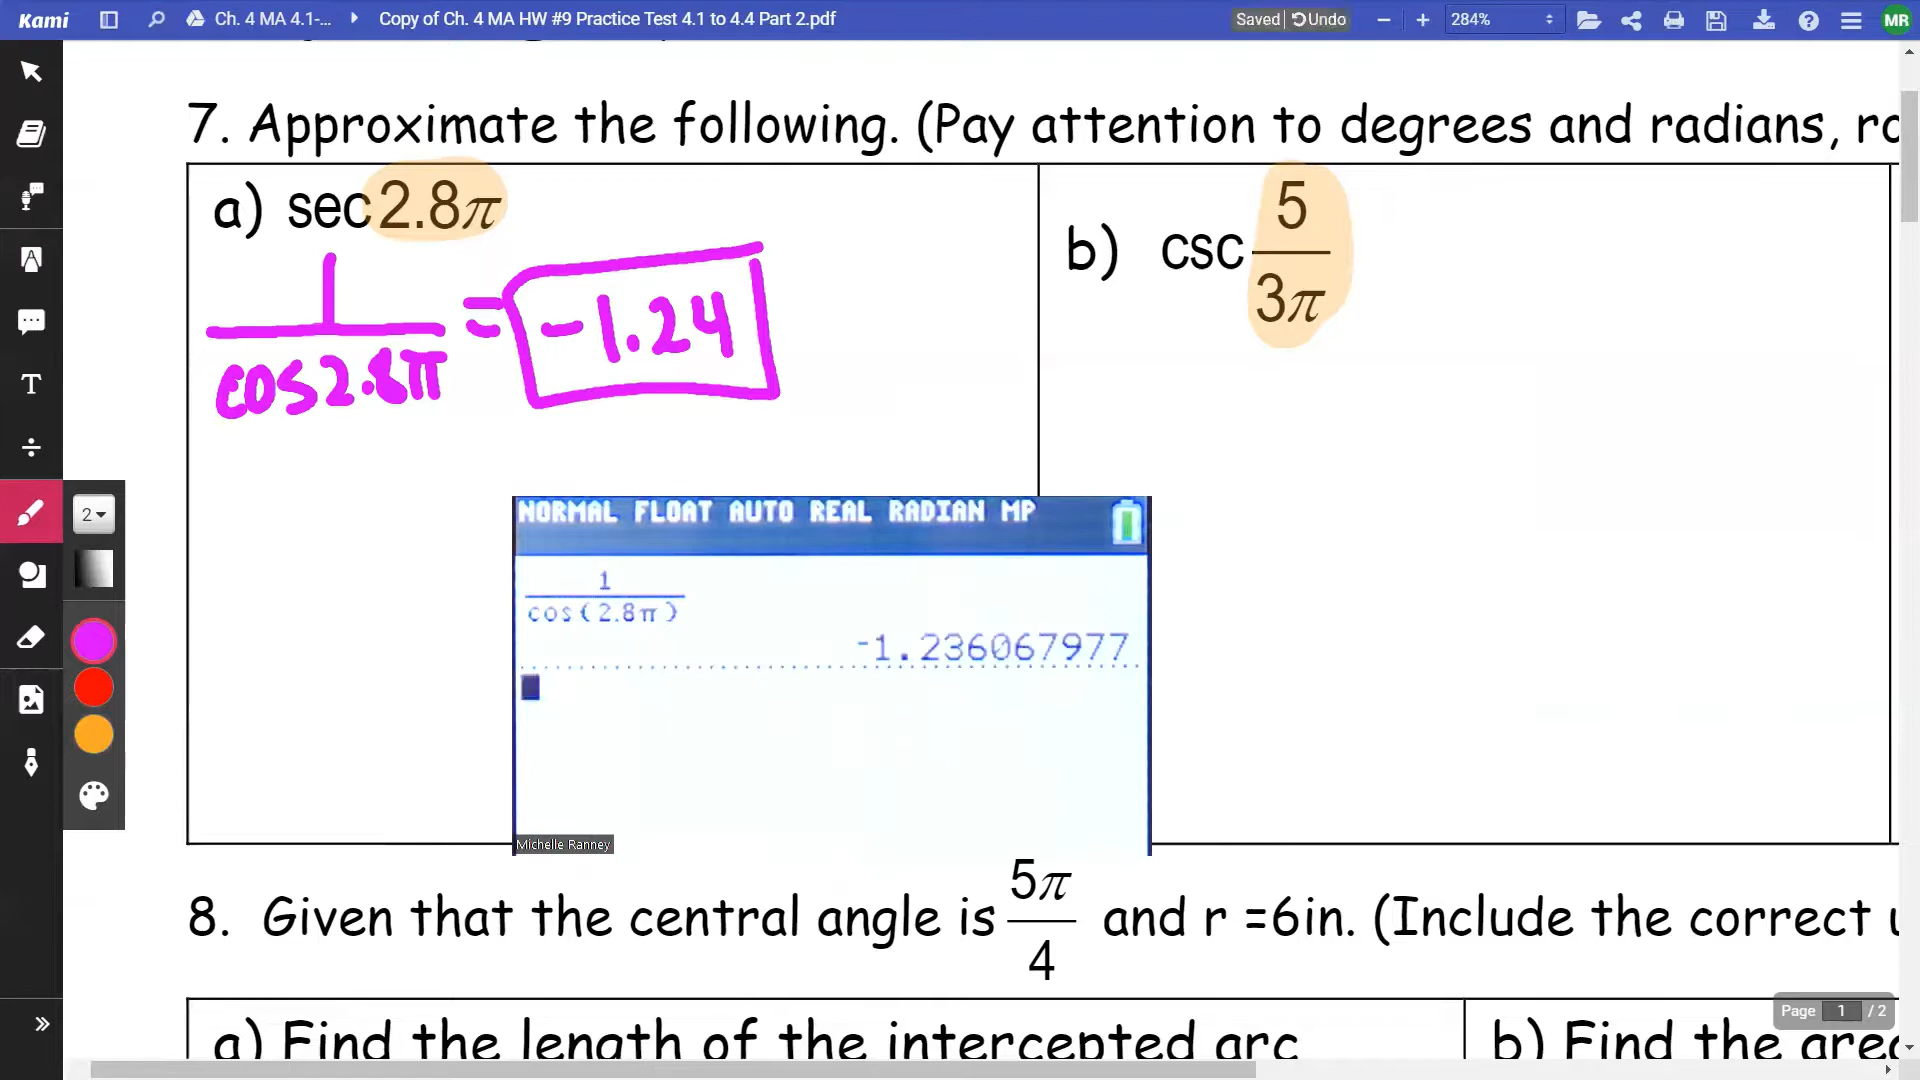 Kami Ch. 4 MA 4.1-... Copy of Ch. 4 MA HW #9 Practice Test 4.1 to 4.4 Part 2.pdf Saved Undo 284% MR
7. Approximate the following. (Pay attention to degrees and radians, ro
a) sec 2.8π
1
cos 2.8π
= -1.24
b) csc 5
3π
2
NORMAL FLOAT AUTO REAL RADIAN MP
1
cos(2.8π)
-1.236067977
Michelle Ranney
8. Given that the central angle is 5π
4
and r =6in. (Include the correct u
Page 1 / 2
a) Find the length of the intercepted arc
b) Find the area